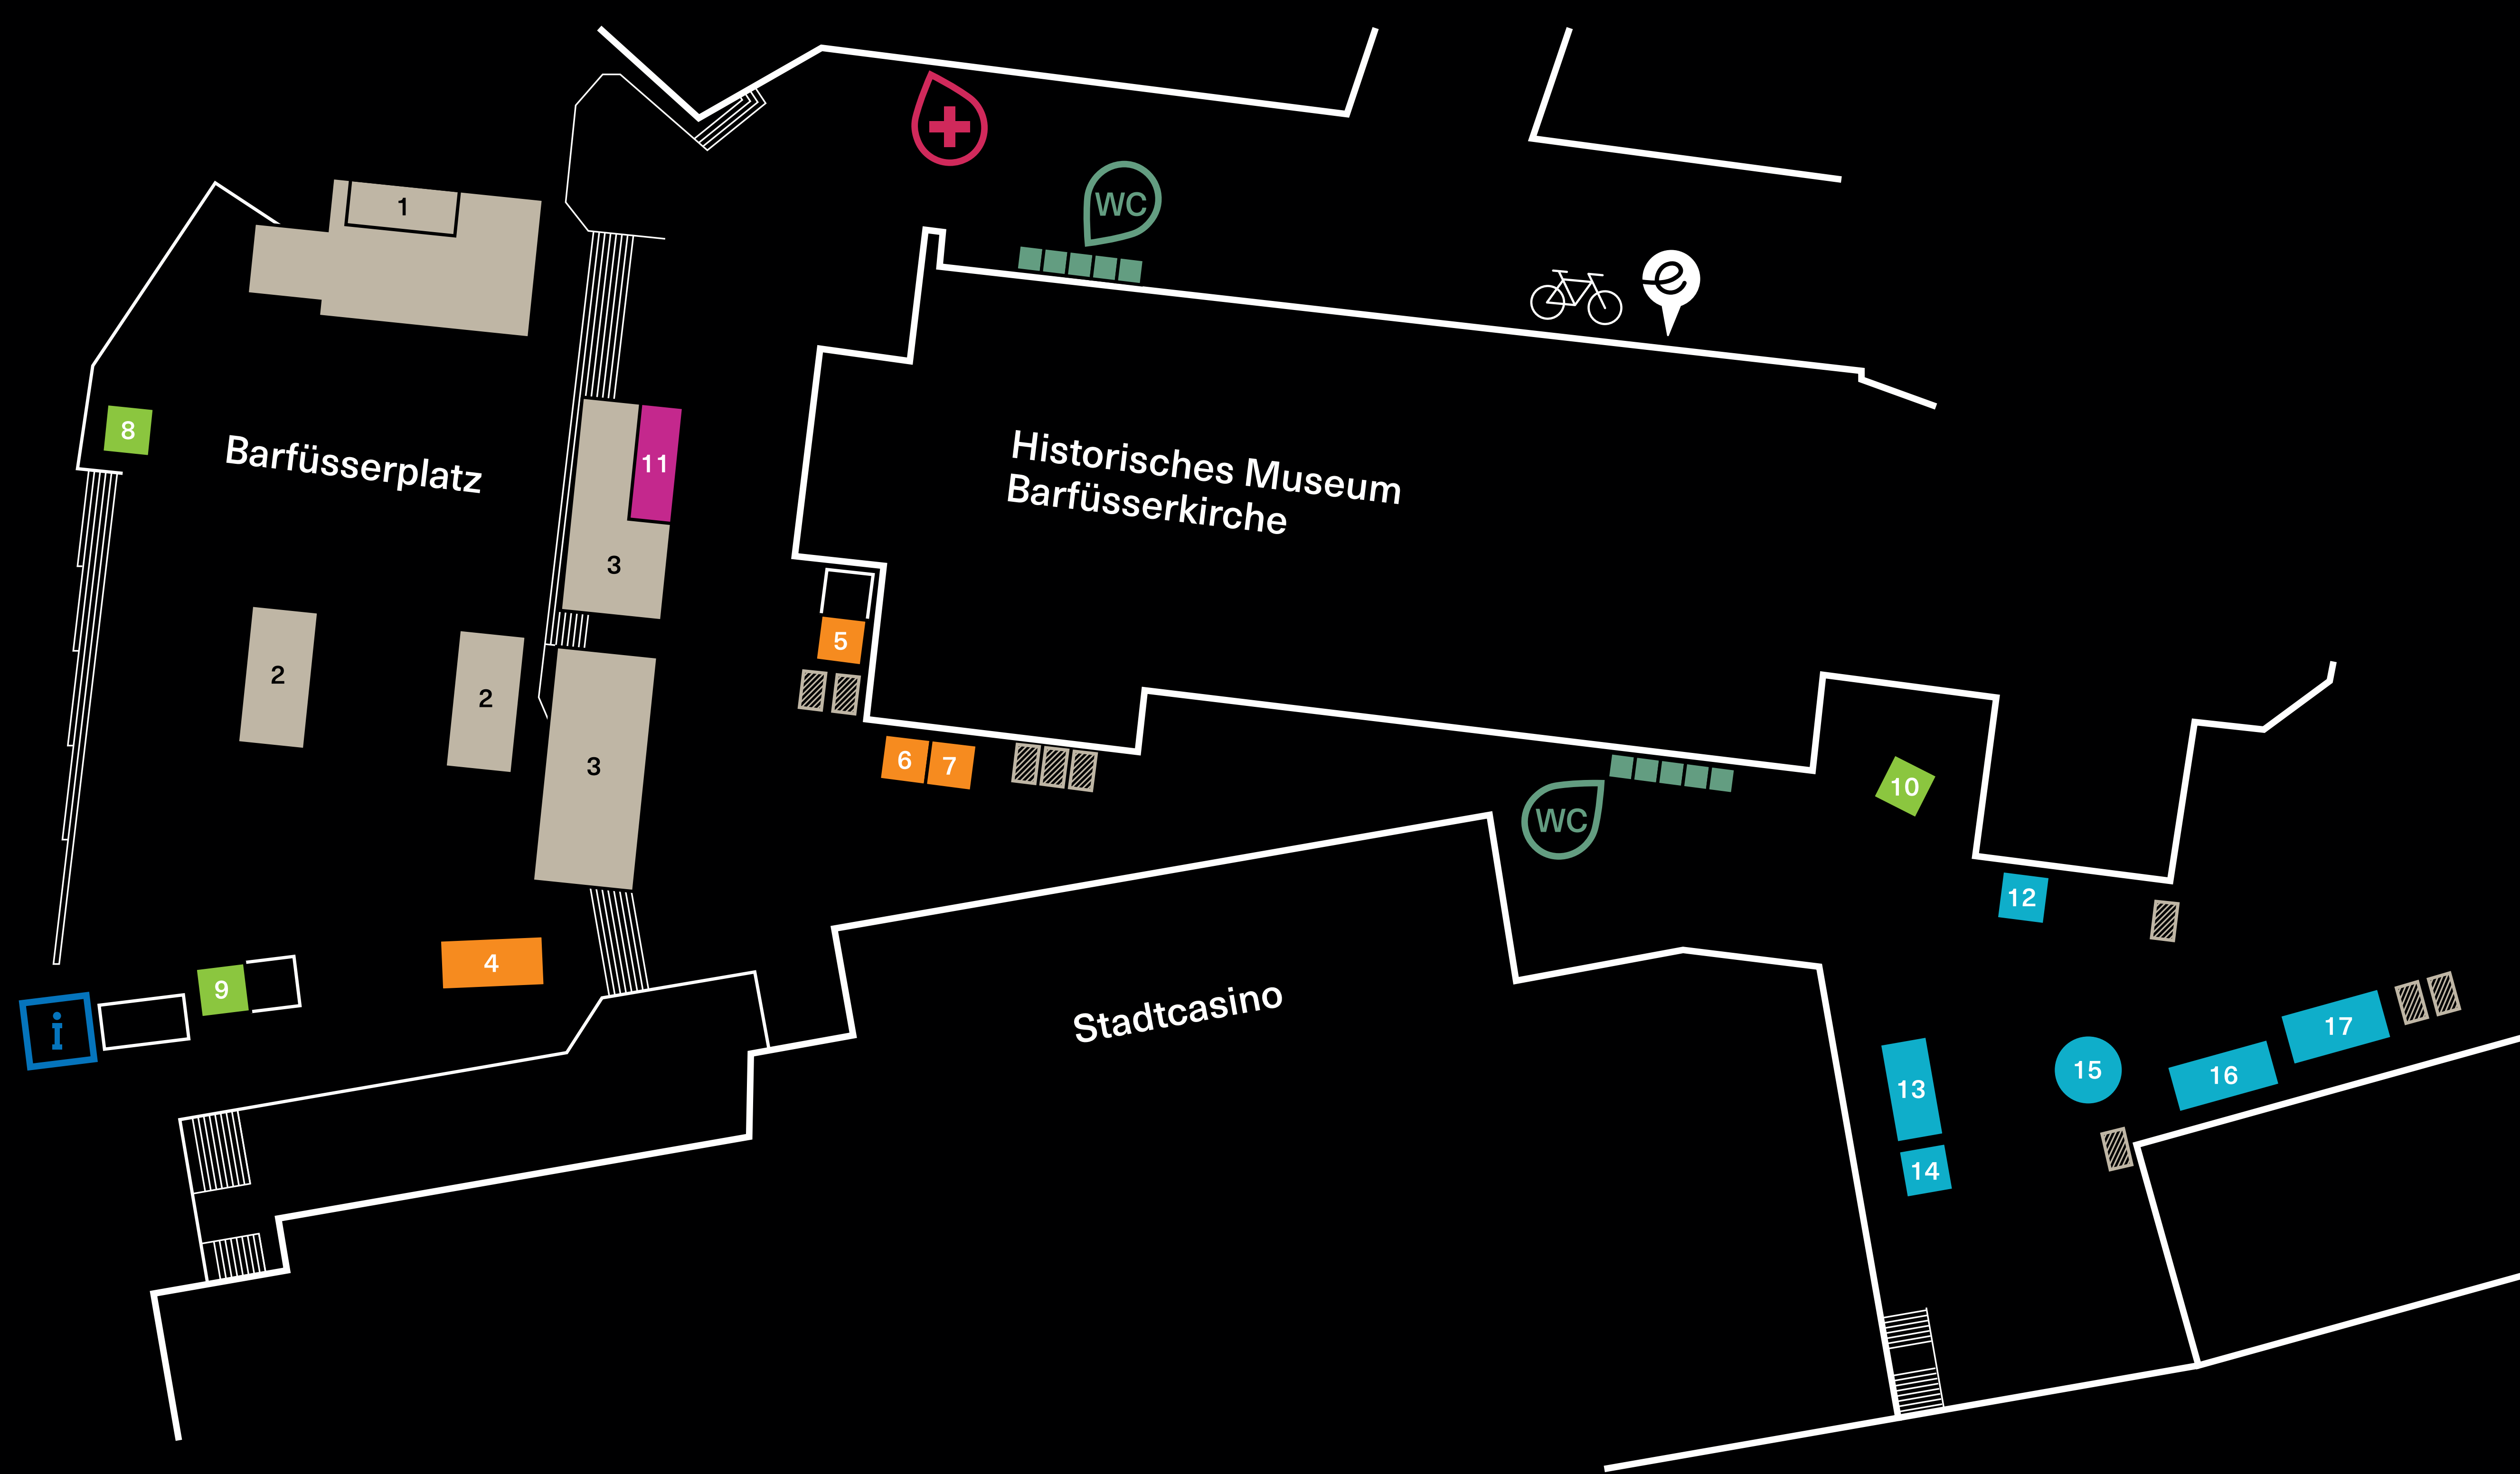 WC
1
e
8
Barfüsserplatz
11
Historisches Museum
Barfüsserkirche
3
5
2
2
3
6
7
WC
10
12
4
9
i
Stadtcasino
13
14
15
16
17